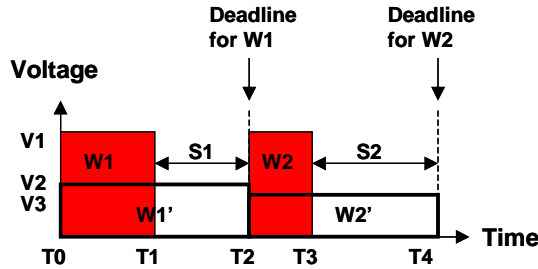 Deadline for W1
Deadline for W2
Voltage
V1
W1
S1
W2
S2
V2
V3
W1’
W2’
Time
T0
T1
T2
T3
T4